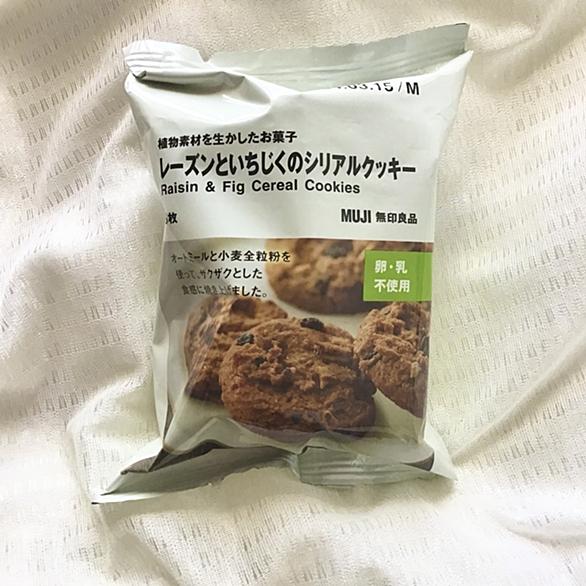 .03.15/M
植物素材を生かしたお菓子
レーズンといちじくのシリアルクッキー
Raisin & Fig Cereal Cookies
枚
MUJI 無印良品
オートミールと小麦全粒粉を
使って、サクサクとした
食感に焼き上げました。
卵・乳
不使用